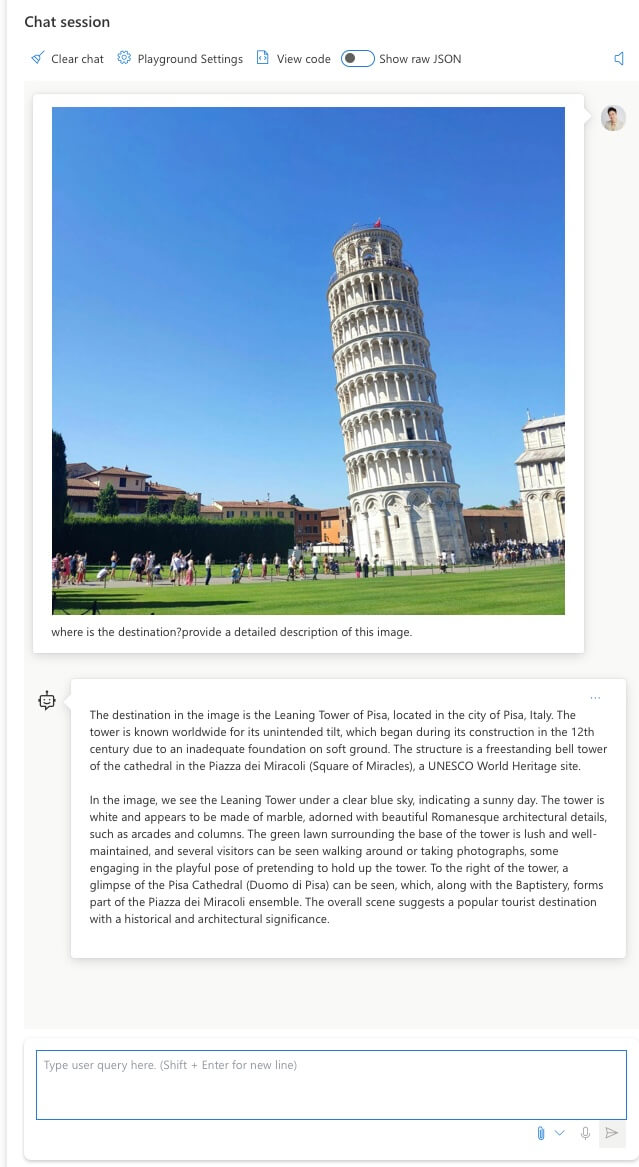 Chat session
Clear chat Playground Settings View code Show raw JSON
where is the destination?provide a detailed description of this image.
The destination in the image is the Leaning Tower of Pisa, located in the city of Pisa, Italy. The
tower is known worldwide for its unintended tilt, which began during its construction in the 12th
century due to an inadequate foundation on soft ground. The structure is a freestanding bell tower
of the cathedral in the Piazza dei Miracoli (Square of Miracles), a UNESCO World Heritage site.
In the image, we see the Leaning Tower under a clear blue sky, indicating a sunny day. The tower is
white and appears to be made of marble, adorned with beautiful Romanesque architectural details,
such as arcades and columns. The green lawn surrounding the base of the tower is lush and well-
maintained, and several visitors can be seen walking around or taking photographs, some
engaging in the playful pose of pretending to hold up the tower. To the right of the tower, a
glimpse of the Pisa Cathedral (Duomo di Pisa) can be seen, which, along with the Baptistery, forms
part of the Piazza dei Miracoli ensemble. The overall scene suggests a popular tourist destination
with a historical and architectural significance.
Type user query here. (Shift + Enter for new line)